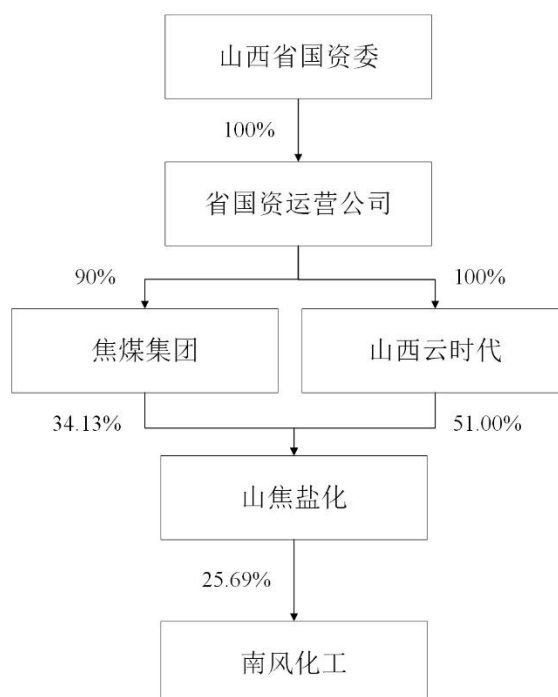 山西省国资委
100%
省国资运营公司
90%
100%
焦煤集团
山西云时代
34.13%
51.00%
山焦盐化
25.69%
南风化工